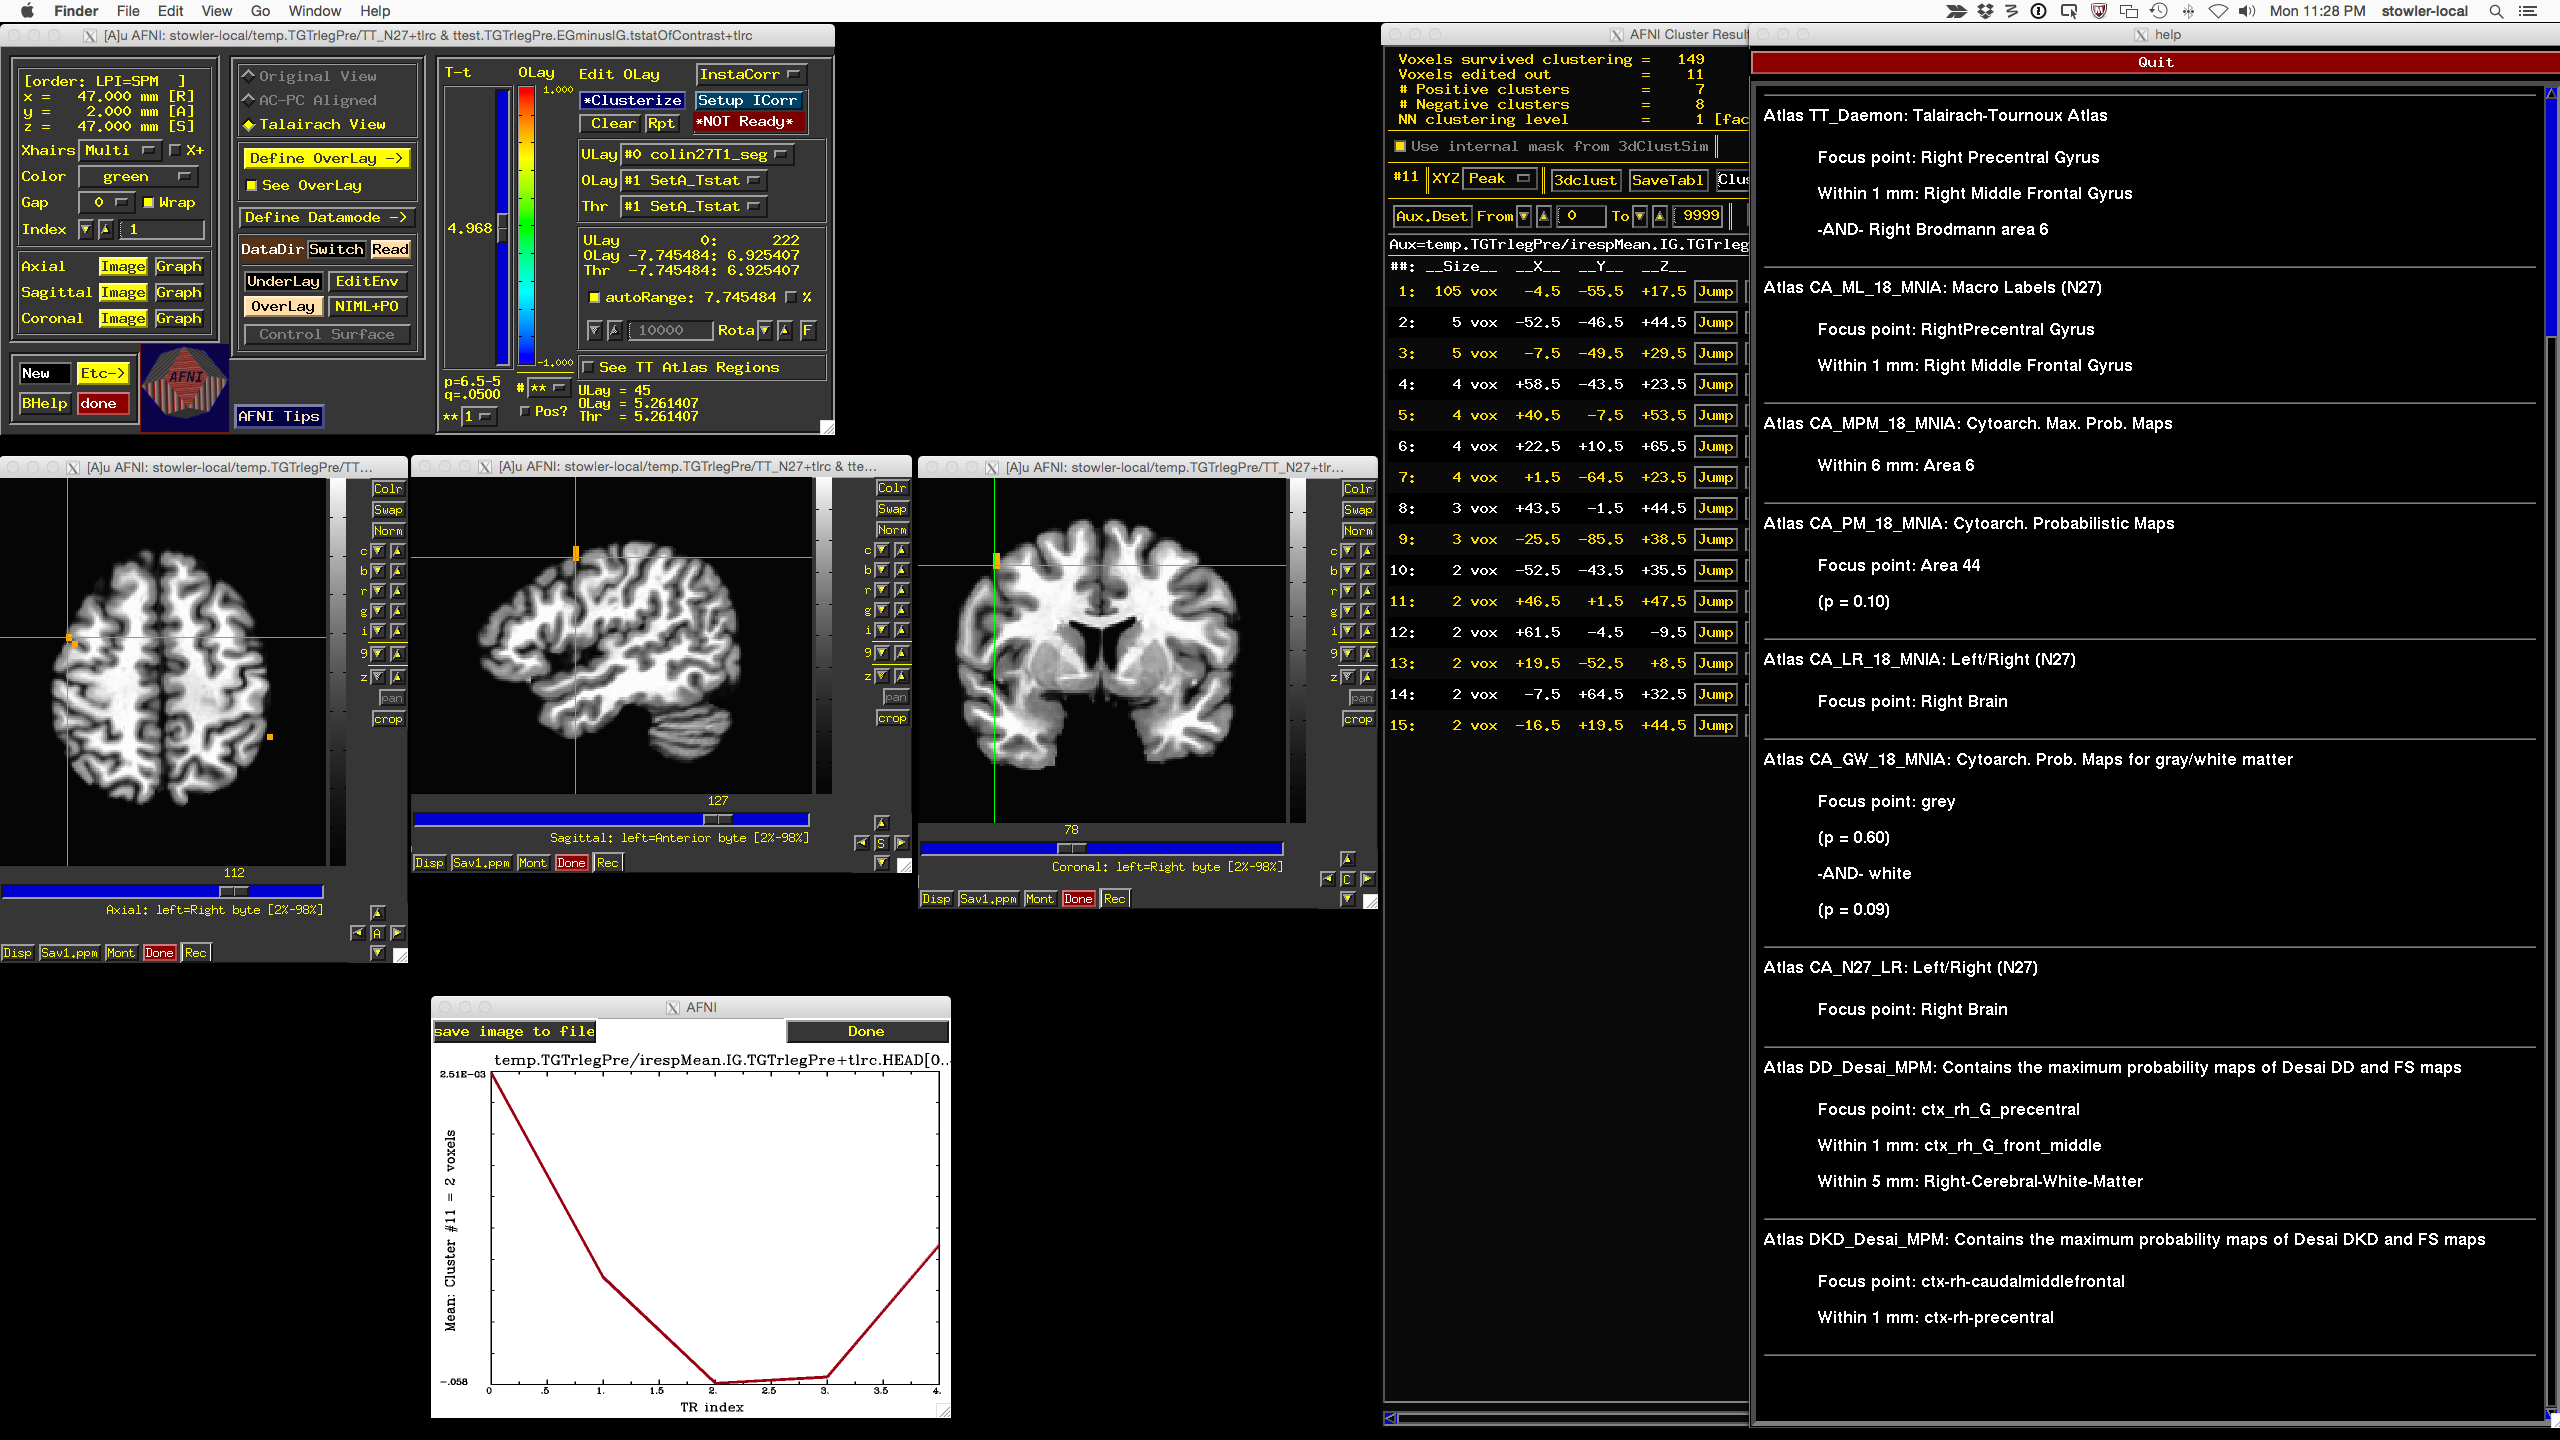 Finder File Edit View Go Window Help
Mon 11:28 PM stowler-local
[A]u AFNI: stowler-local/temp.TGTrlegPre/TT_N27+tlrc & ttest.TGTrlegPre.EGminusIG.tstatOfContrast+tlrc
[order: LPI=SPM ]
x = 47.000 mm [R]
y = 2.000 mm [A]
z = 47.000 mm [S]
Xhairs Multi X+
Color green
Gap 0 Wrap
Index 1
Axial Image Graph
Sagittal Image Graph
Coronal Image Graph
New Etc->
BHelp done
AFNI
Original View
AC-PC Aligned
Talairach View
Define OverLay ->
See OverLay
Define Datamode ->
DataDir Switch Read
UnderLay EditEnv
OverLay NIML+PO
Control Surface
AFNI Tips
T-t OLay Edit OLay InstaCorr
1.000
*Clusterize Setup ICorr
Clear Rpt *NOT Ready*
ULay #0 colin27T1_seg
OLay #1 SetA_Tstat
Thr #1 SetA_Tstat
4.968
ULay 0: 222
OLay -7.745484: 6.925407
Thr -7.745484: 6.925407
autoRange: 7.745484 %
10000 Rota F
-1.000
See TT Atlas Regions
p=6.5-5
q=.0500
# **
** 1
Pos?
ULay = 45
OLay = 5.261407
Thr = 5.261407
[A]u AFNI: stowler-local/temp.TGTrlegPre/TT...
Colr
Swap
Norm
c
b
r
g
i
9
z
pan
crop
112
Axial: left=Right byte [2%-98%]
A
Disp Sav1.ppm Mont Done Rec
[A]u AFNI: stowler-local/temp.TGTrlegPre/TT_N27+tlrc & tte...
Colr
Swap
Norm
c
b
r
g
i
9
z
pan
crop
127
Sagittal: left=Anterior byte [2%-98%]
S
Disp Sav1.ppm Mont Done Rec
[A]u AFNI: stowler-local/temp.TGTrlegPre/TT_N27+tlr...
Colr
Swap
Norm
c
b
r
g
i
9
z
pan
crop
78
Coronal: left=Right byte [2%-98%]
C
Disp Sav1.ppm Mont Done Rec
AFNI
save image to file Done
temp.TGTrlegPre/irespMean.IG.TGTrlegPre+tlrc.HEAD[0..
2.51E-03
Mean: Cluster #11 = 2 voxels
-.058
0 .5 1. 1.5 2. 2.5 3. 3.5 4.
TR index
AFNI Cluster Resul
Voxels survived clustering = 149
Voxels edited out = 11
# Positive clusters = 7
# Negative clusters = 8
NN clustering level = 1 [fac
Use internal mask from 3dClustSim
#11 XYZ Peak 3dclust SaveTabl Clus
Aux.Dset From 0 To 9999
Aux=temp.TGTrlegPre/irespMean.IG.TGTrleg
##: __Size__ __X__ __Y__ __Z__
1: 105 vox -4.5 -55.5 +17.5 Jump
2: 5 vox -52.5 -46.5 +44.5 Jump
3: 5 vox -7.5 -49.5 +29.5 Jump
4: 4 vox +58.5 -43.5 +23.5 Jump
5: 4 vox +40.5 -7.5 +53.5 Jump
6: 4 vox +22.5 +10.5 +65.5 Jump
7: 4 vox +1.5 -64.5 +23.5 Jump
8: 3 vox +43.5 -1.5 +44.5 Jump
9: 3 vox -25.5 -85.5 +38.5 Jump
10: 2 vox -52.5 -43.5 +35.5 Jump
11: 2 vox +46.5 +1.5 +47.5 Jump
12: 2 vox +61.5 -4.5 -9.5 Jump
13: 2 vox +19.5 -52.5 +8.5 Jump
14: 2 vox -7.5 +64.5 +32.5 Jump
15: 2 vox -16.5 +19.5 +44.5 Jump
help
Quit
Atlas TT_Daemon: Talairach-Tournoux Atlas
Focus point: Right Precentral Gyrus
Within 1 mm: Right Middle Frontal Gyrus
-AND- Right Brodmann area 6
Atlas CA_ML_18_MNIA: Macro Labels (N27)
Focus point: RightPrecentral Gyrus
Within 1 mm: Right Middle Frontal Gyrus
Atlas CA_MPM_18_MNIA: Cytoarch. Max. Prob. Maps
Within 6 mm: Area 6
Atlas CA_PM_18_MNIA: Cytoarch. Probabilistic Maps
Focus point: Area 44
(p = 0.10)
Atlas CA_LR_18_MNIA: Left/Right (N27)
Focus point: Right Brain
Atlas CA_GW_18_MNIA: Cytoarch. Prob. Maps for gray/white matter
Focus point: grey
(p = 0.60)
-AND- white
(p = 0.09)
Atlas CA_N27_LR: Left/Right (N27)
Focus point: Right Brain
Atlas DD_Desai_MPM: Contains the maximum probability maps of Desai DD and FS maps
Focus point: ctx_rh_G_precentral
Within 1 mm: ctx_rh_G_front_middle
Within 5 mm: Right-Cerebral-White-Matter
Atlas DKD_Desai_MPM: Contains the maximum probability maps of Desai DKD and FS maps
Focus point: ctx-rh-caudalmiddlefrontal
Within 1 mm: ctx-rh-precentral